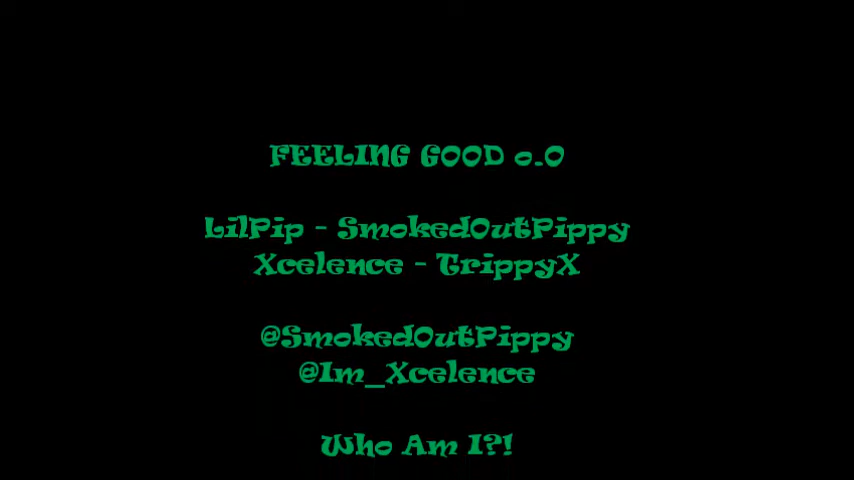 FEELING GOOD o.O
LilPip - SmokedOutPippy
Xcelence - TrippyX
@SmokedOutPippy
@Im_Xcelence
Who Am I?!